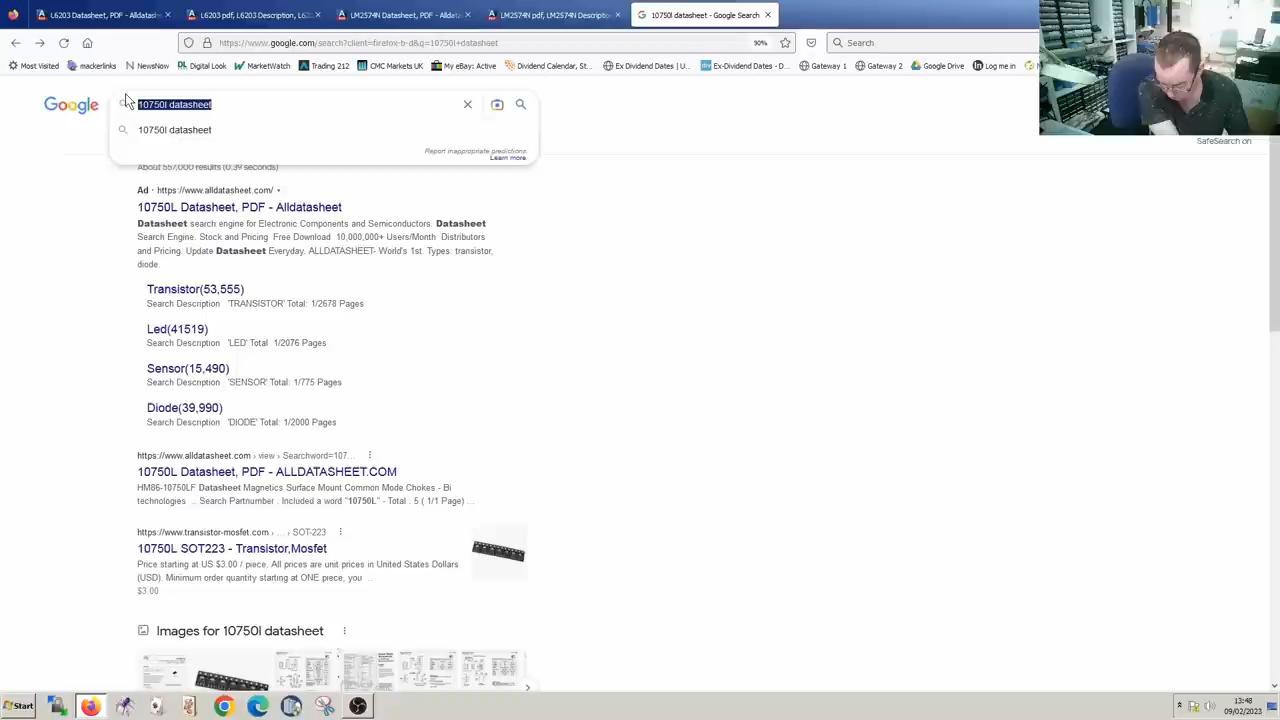 L6203 Datasheet, PDF - Alldatas
L6203 pdf, L6203 Description, L6203
LM2574N Datasheet, PDF - Alldatas
LM2574N pdf, LM2574N Descripti
10750l datasheet - Google Search
https://www.google.com/search?client=firefox-b-d&q=10750l+datasheet
90%
Search
Most Visited
mackerlinks
NewsNow
Digital Look
MarketWatch
Trading 212
CMC Markets UK
My eBay: Active
Dividend Calendar, St...
Ex Dividend Dates - U...
Ex-Dividend Dates - D...
Gateway 1
Gateway 2
Google Drive
Log me in
Google
10750l datasheet
10750l datasheet
Report inappropriate predictions
Learn more
SafeSearch on
About 557,000 results (0.39 seconds)
Ad · https://www.alldatasheet.com/
10750L Datasheet, PDF - Alldatasheet
Datasheet search engine for Electronic Components and Semiconductors. Datasheet
Search Engine. Stock and Pricing. Free Download. 10,000,000+ Users/Month. Distributors
and Pricing. Update Datasheet Everyday. ALLDATASHEET- World's 1st. Types: transistor,
diode.
Transistor(53,555)
Search Description 'TRANSISTOR' Total: 1/2678 Pages
Led(41519)
Search Description 'LED' Total 1/2076 Pages
Sensor(15,490)
Search Description 'SENSOR' Total: 1/775 Pages
Diode(39,990)
Search Description 'DIODE' Total: 1/2000 Pages
https://www.alldatasheet.com › view › Searchword=107...
10750L Datasheet, PDF - ALLDATASHEET.COM
HM86-10750LF Datasheet Magnetics Surface Mount Common Mode Chokes - Bi
technologies ... Search Partnumber : Included a word "10750L" - Total : 5 ( 1/1 Page) ...
https://www.transistor-mosfet.com › ... › SOT-223
10750L SOT223 - Transistor,Mosfet
Price starting at US $3.00 / piece. All prices are unit prices in United States Dollars
(USD). Minimum order quantity starting at ONE piece, you ...
$3.00
Images for 10750l datasheet
Start
13:48
09/02/2023